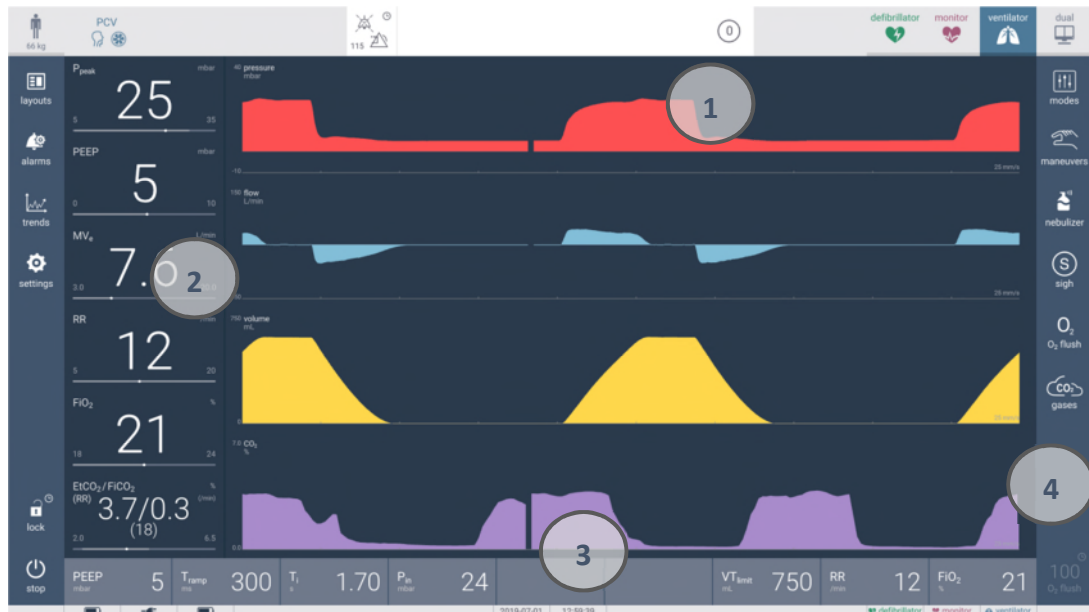 66 kg
PCV
115
0
defibrillator
monitor
ventilator
dual
layouts
alarms
trends
settings
lock
stop
Ppeak mbar
25
5 35
PEEP mbar
5
0 10
MVe L/min
7.
3.0
RR /min
12
5 20
FiO2 %
21
18 24
EtCO2/FiCO2 %
(RR) 3.7/0.3 (/min)
(18)
2.0 6.5
40 pressure
mbar
-10
25 mm/s
150 flow
L/min
25 mm/s
750 volume
mL
0
25 mm/s
7.0 CO2
%
0.0
1
2
3
4
modes
maneuvers
nebulizer
S
sigh
O2
O2 flush
CO2
gases
100
O2 flush
PEEP
mbar
5
Tramp
ms
300
Ti
s
1.70
Pin
mbar
24
VTlimit
mL
750
RR
/min
12
FiO2
%
21
2019-07-01 12:59:39
defibrillator monitor ventilator